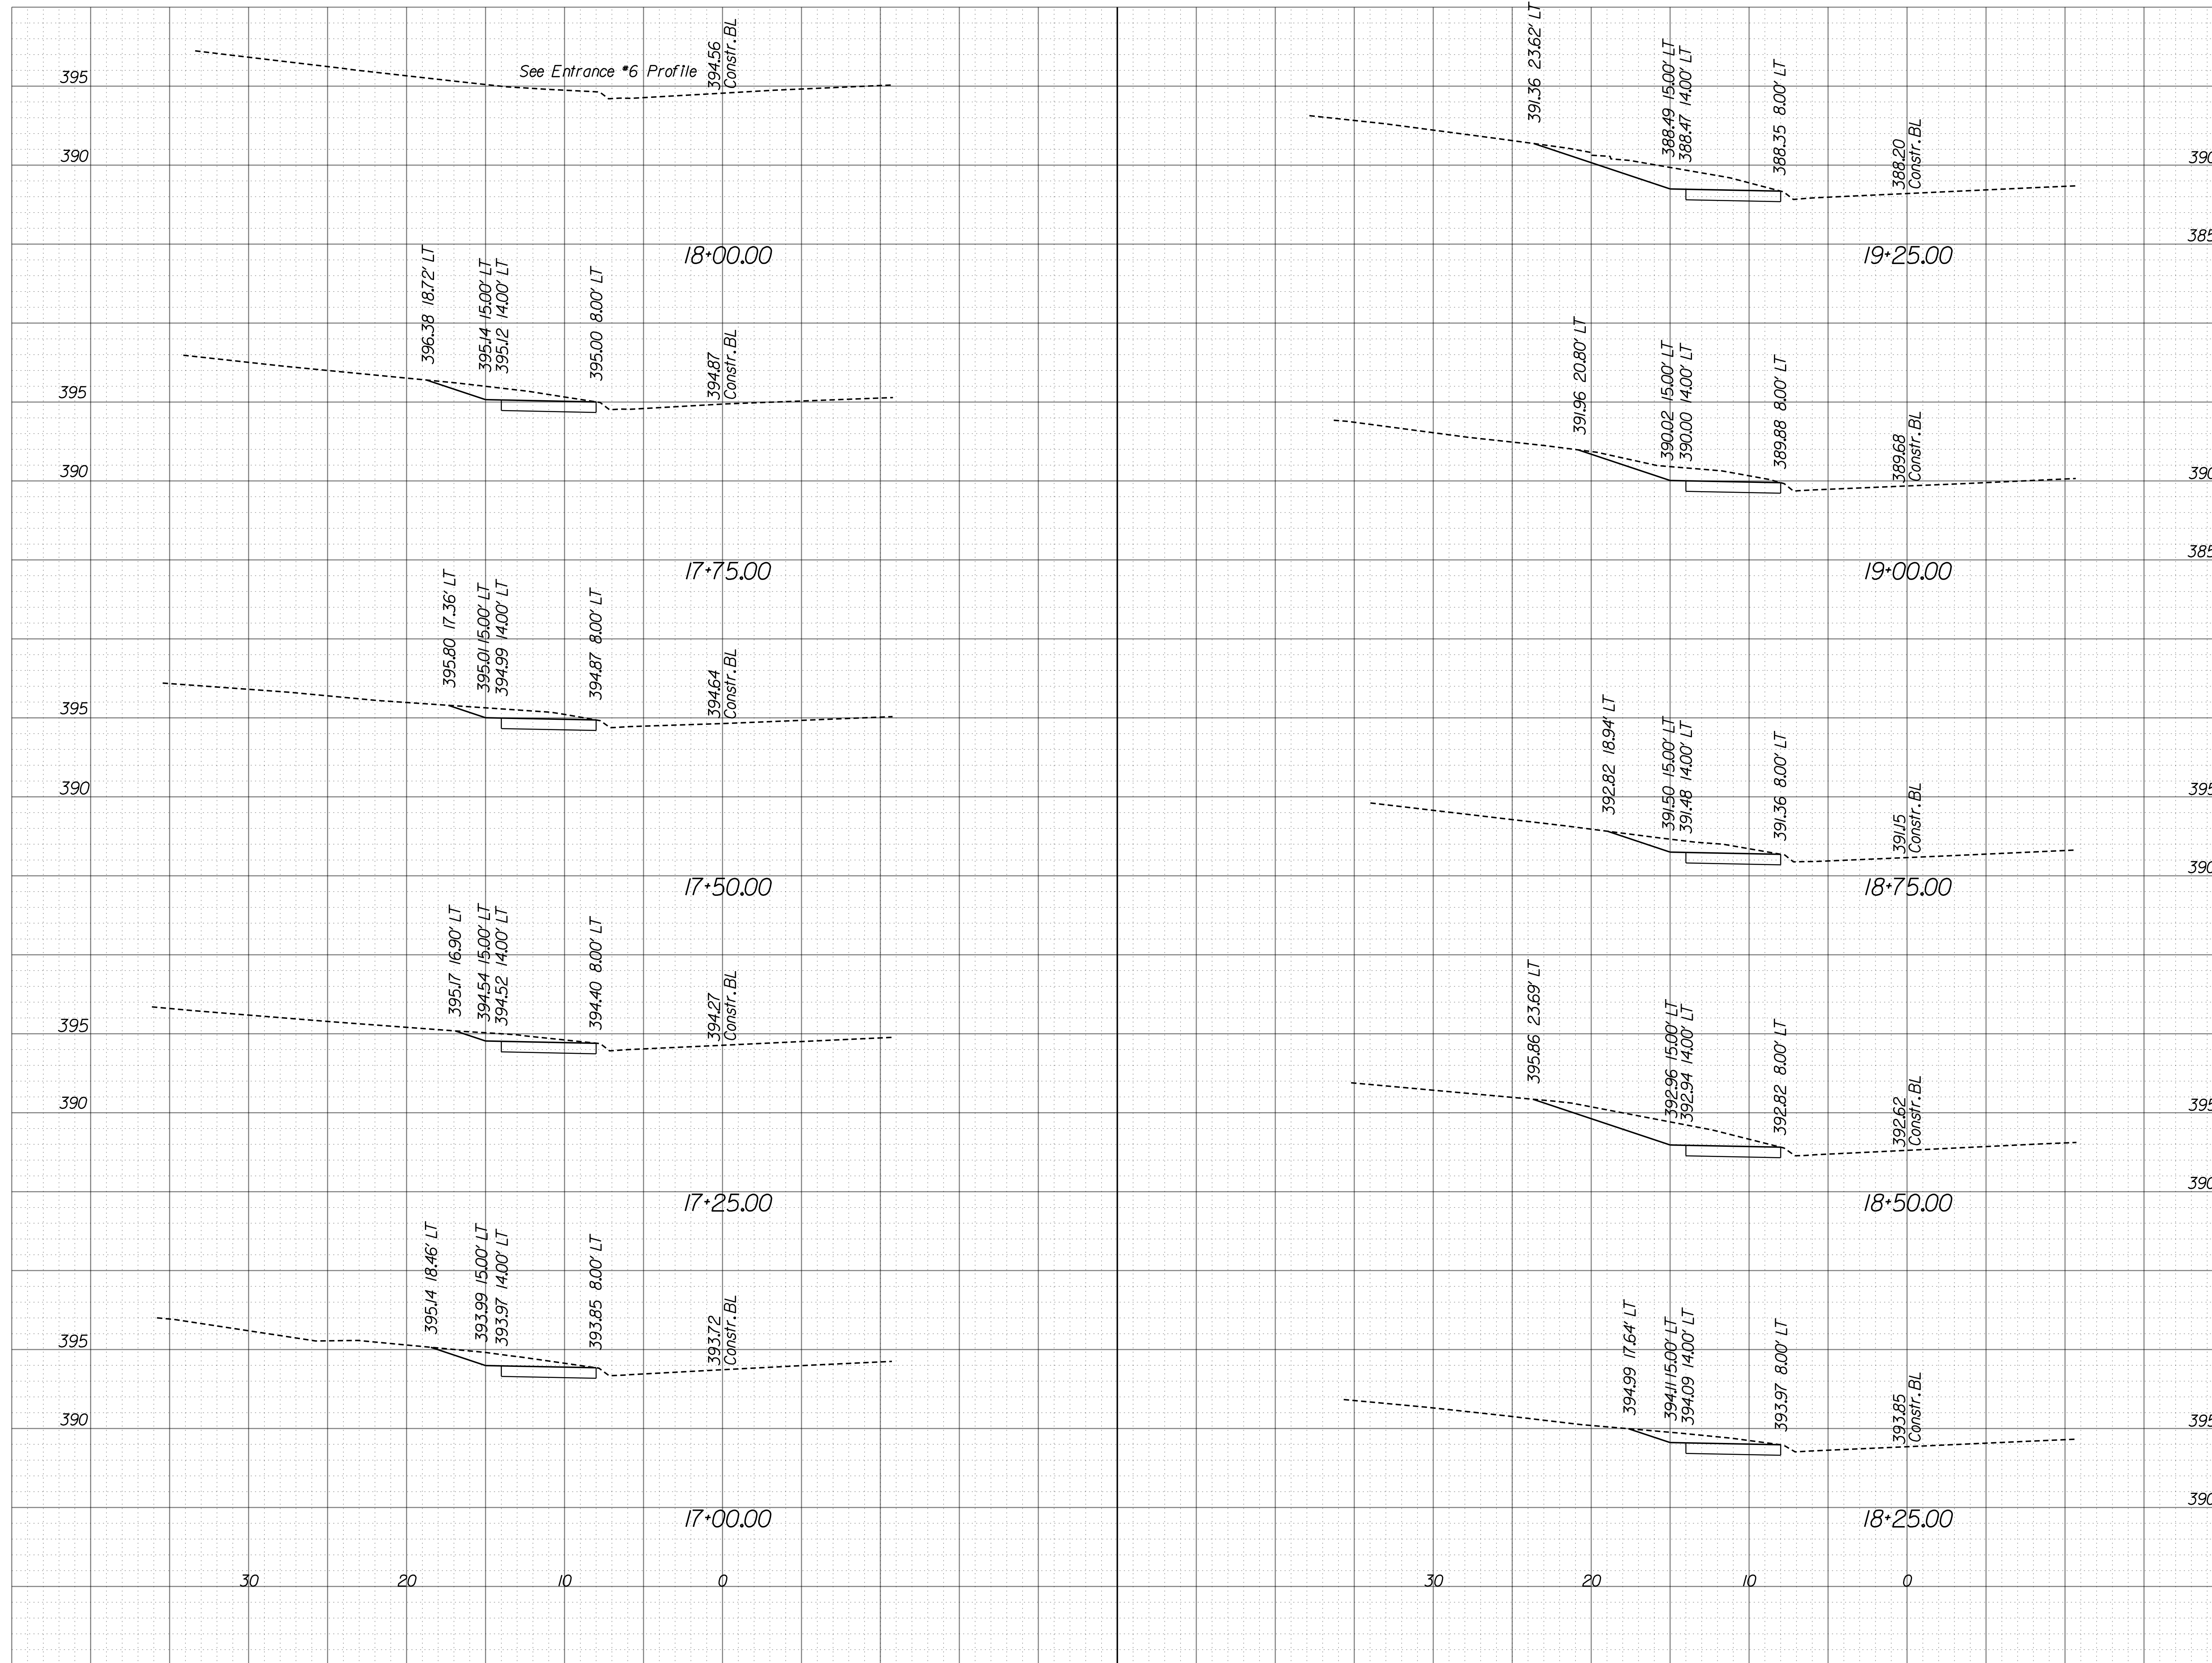 See Entrance #6 Profile
394.56
Constr. BL
395
390
18+00.00
396.38 18.72' LT
395.14 15.00' LT
395.12 14.00' LT
395.00 8.00' LT
394.87
Constr. BL
395
390
17+75.00
395.80 17.36' LT
395.01 15.00' LT
394.99 14.00' LT
394.87 8.00' LT
394.64
Constr. BL
395
390
17+50.00
395.17 16.90' LT
394.54 15.00' LT
394.52 14.00' LT
394.40 8.00' LT
394.27
Constr. BL
395
390
17+25.00
395.14 18.46' LT
393.99 15.00' LT
393.97 14.00' LT
393.85 8.00' LT
393.72
Constr. BL
395
390
17+00.00
30 20 10 0
391.36 23.62' LT
388.49 15.00' LT
388.47 14.00' LT
388.35 8.00' LT
388.20
Constr. BL
390
385
19+25.00
391.96 20.80' LT
390.02 15.00' LT
390.00 14.00' LT
389.88 8.00' LT
389.68
Constr. BL
390
385
19+00.00
392.82 18.94' LT
391.50 15.00' LT
391.48 14.00' LT
391.36 8.00' LT
391.15
Constr. BL
395
390
18+75.00
395.86 23.69' LT
392.96 15.00' LT
392.94 14.00' LT
392.82 8.00' LT
392.62
Constr. BL
395
390
18+50.00
394.99 17.64' LT
394.11 15.00' LT
394.09 14.00' LT
393.97 8.00' LT
393.85
Constr. BL
395
390
18+25.00
30 20 10 0